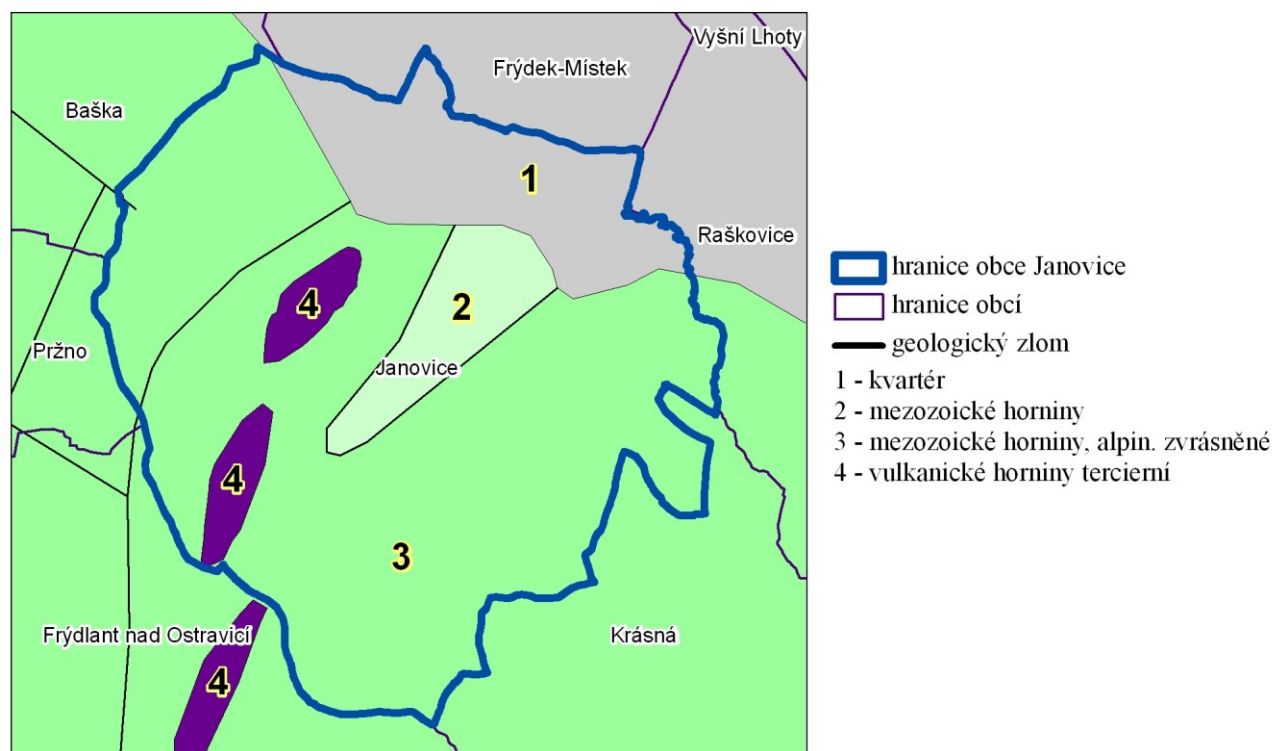 Vyšní Lhoty
Frýdek-Místek
Baška
1
Raškovice
4
2
Pržno
Janovice
4
3
Frýdlant nad Ostravicí
Krásná
4
hranice obce Janovice
hranice obcí
geologický zlom
1 - kvartér
2 - mezozoické horniny
3 - mezozoické horniny, alpin. zvrásněné
4 - vulkanické horniny tercierní